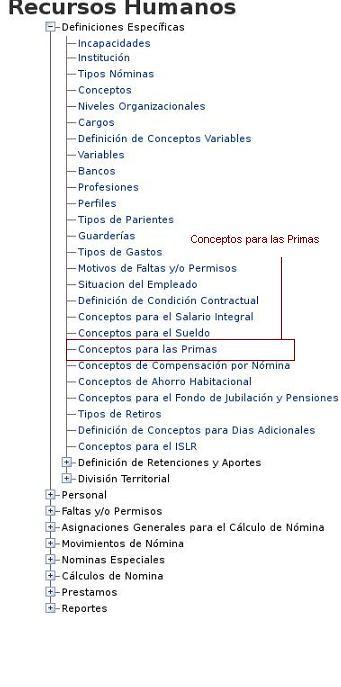 Recursos Humanos
Definiciones Específicas
Incapacidades
Institución
Tipos Nóminas
Conceptos
Niveles Organizacionales
Cargos
Definición de Conceptos Variables
Variables
Bancos
Profesiones
Perfiles
Tipos de Parientes
Guarderías
Conceptos para las Primas
Tipos de Gastos
Motivos de Faltas y/o Permisos
Situacion del Empleado
Definición de Condición Contractual
Conceptos para el Salario Integral
Conceptos para el Sueldo
Conceptos para las Primas
Conceptos de Compensación por Nómina
Conceptos de Ahorro Habitacional
Conceptos para el Fondo de Jubilación y Pensiones
Tipos de Retiros
Definición de Conceptos para Dias Adicionales
Conceptos para el ISLR
Definición de Retenciones y Aportes
División Territorial
Personal
Faltas y/o Permisos
Asignaciones Generales para el Cálculo de Nómina
Movimientos de Nómina
Nominas Especiales
Cálculos de Nomina
Prestamos
Reportes